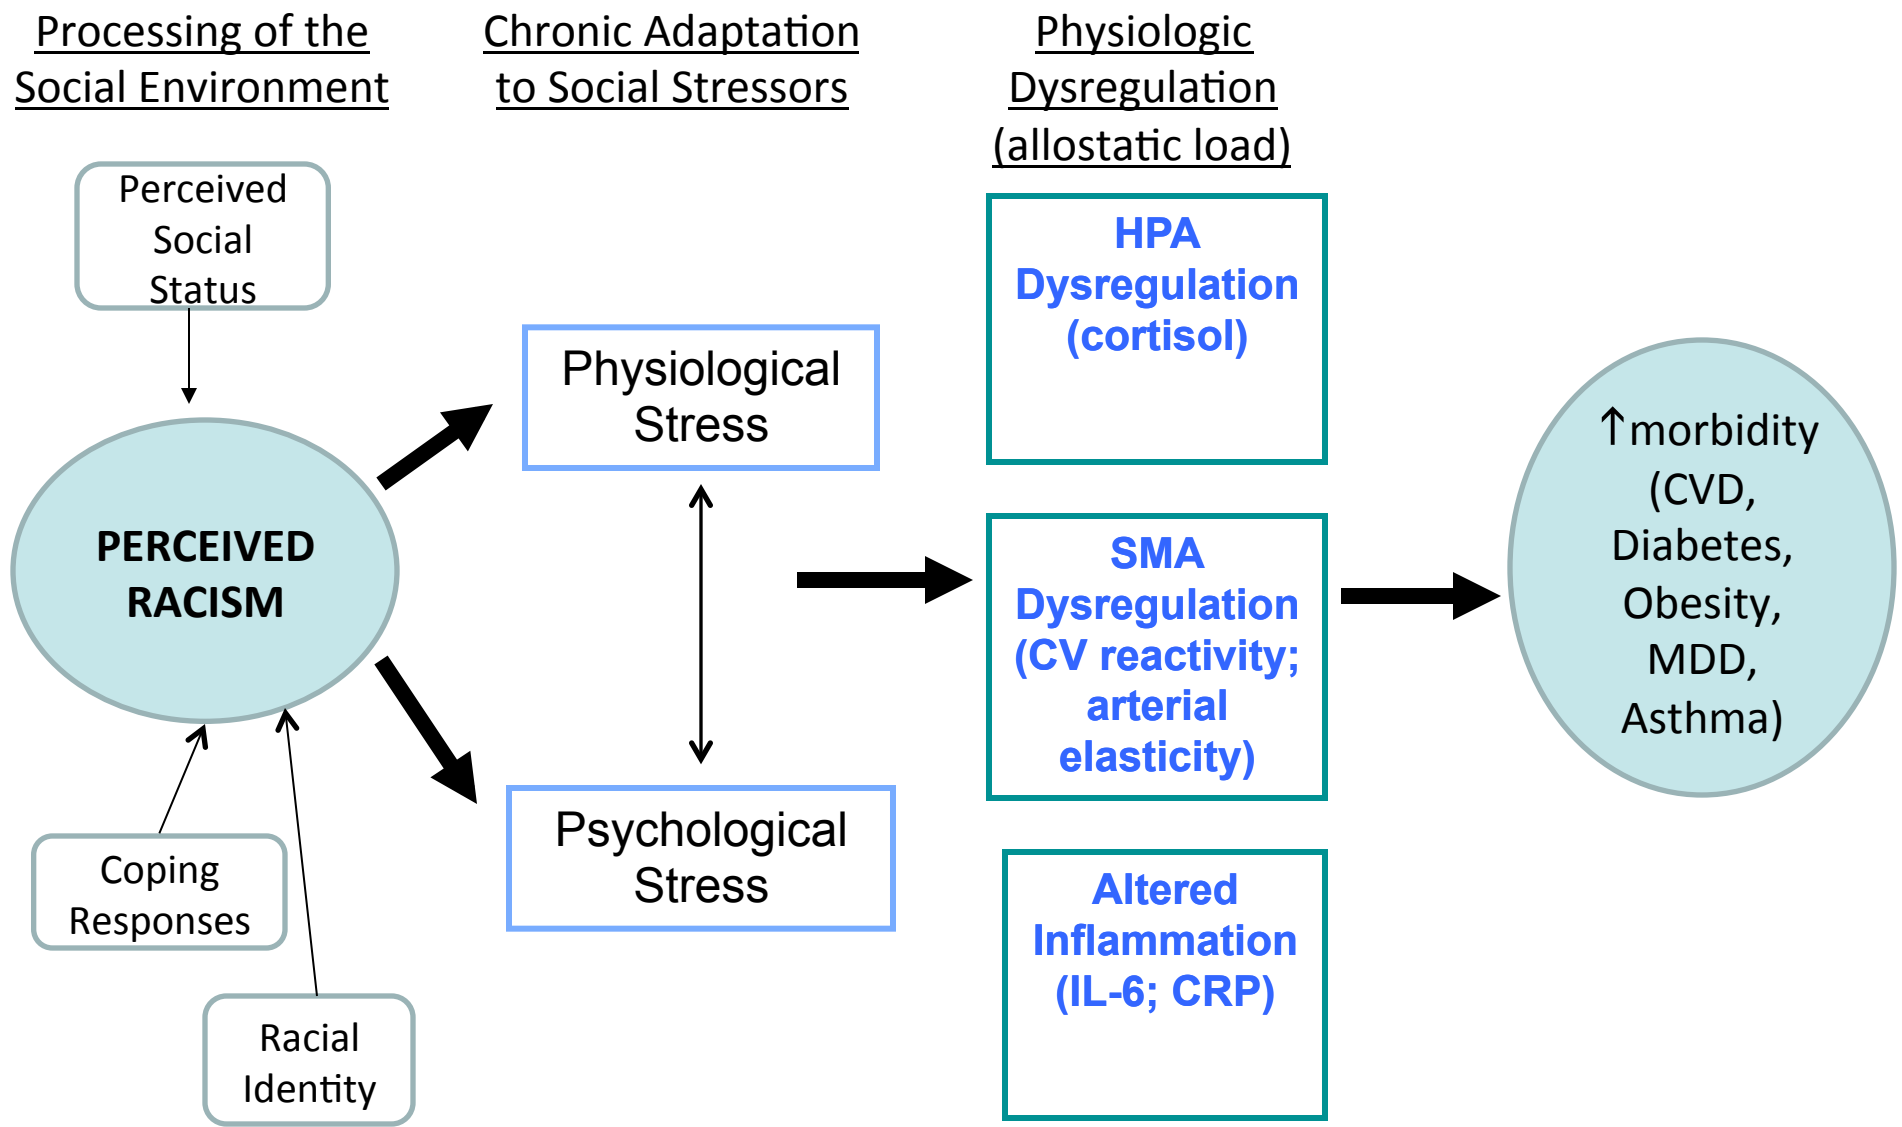 Processing of the
Social Environment
Chronic Adaptation
to Social Stressors
Physiologic
Dysregulation
(allostatic load)
Perceived
Social
Status
PERCEIVED
RACISM
Coping
Responses
Racial
Identity
Physiological
Stress
Psychological
Stress
HPA
Dysregulation
(cortisol)
SMA
Dysregulation
(CV reactivity;
arterial
elasticity)
Altered
Inflammation
(IL-6; CRP)
↑morbidity
(CVD,
Diabetes,
Obesity,
MDD,
Asthma)